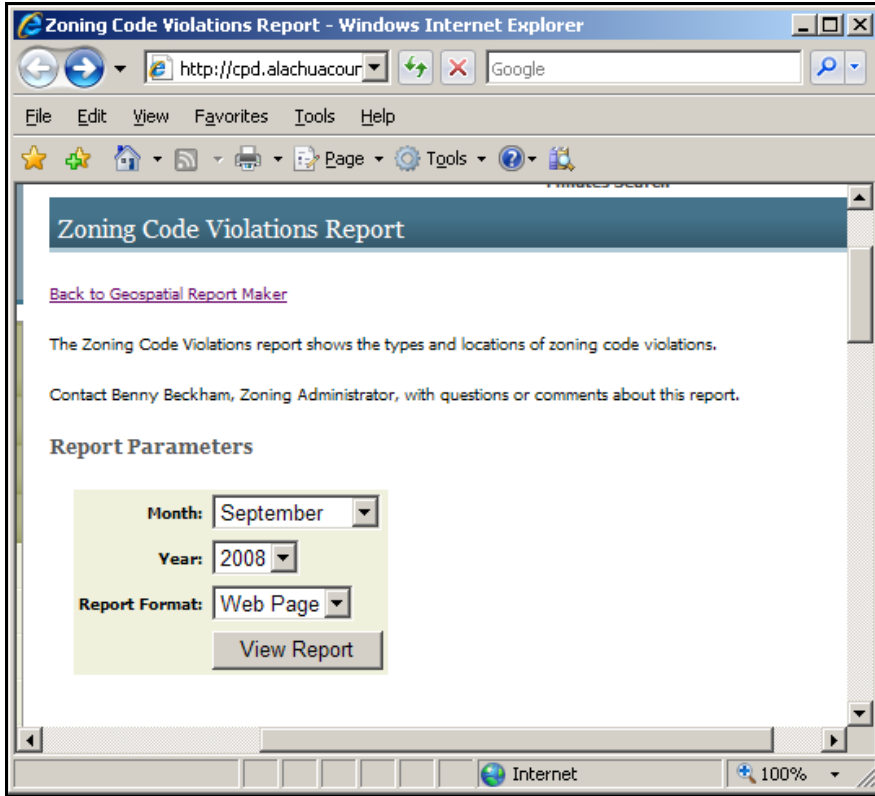 Zoning Code Violations Report - Windows Internet Explorer
http://cpd.alachuacour
Google
File Edit View Favorites Tools Help
Page Tools
Zoning Code Violations Report
Back to Geospatial Report Maker
The Zoning Code Violations report shows the types and locations of zoning code violations.
Contact Benny Beckham, Zoning Administrator, with questions or comments about this report.
Report Parameters
Month: September
Year: 2008
Report Format: Web Page
View Report
Internet 100%